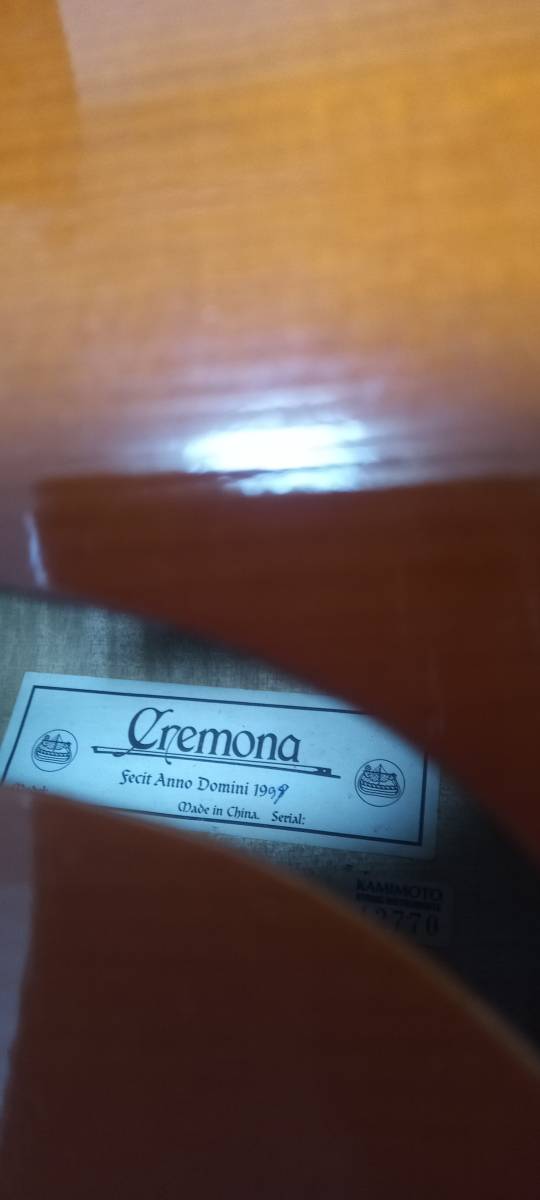 Cremona
Fecit Anno Domini 1999
Made in China. Serial:
KAMIMOTO